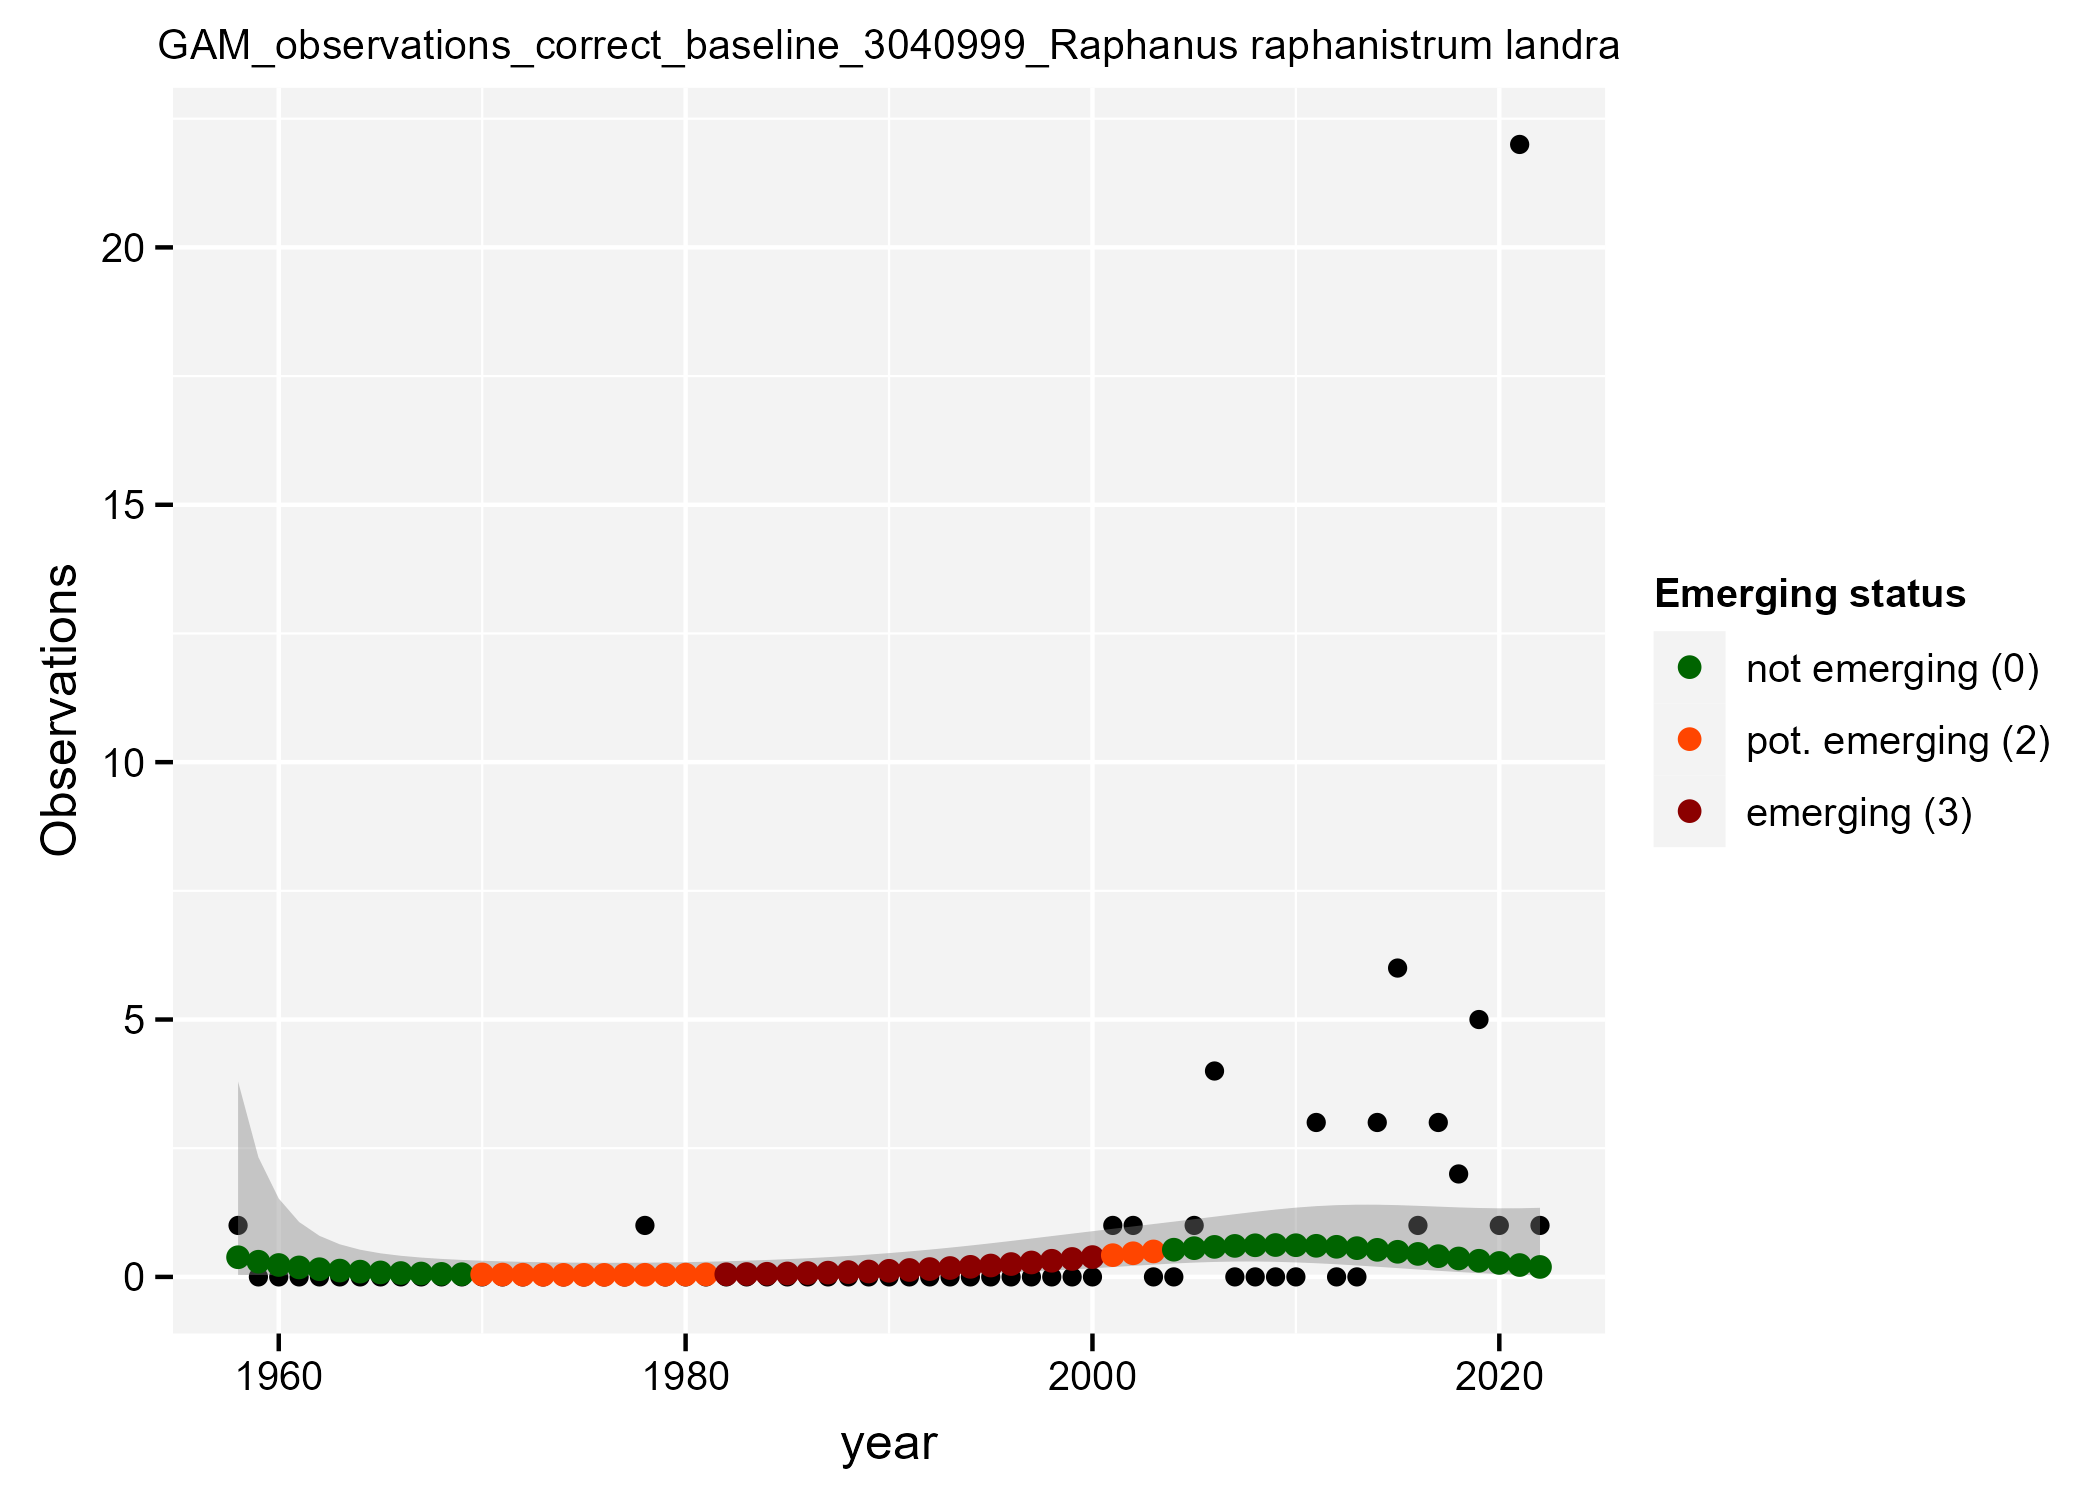 GAM_observations_correct_baseline_3040999_Raphanus raphanistrum landra
20
15
10
5
0
Observations
1960 1980 2000 2020
year
Emerging status
not emerging (0)
pot. emerging (2)
emerging (3)